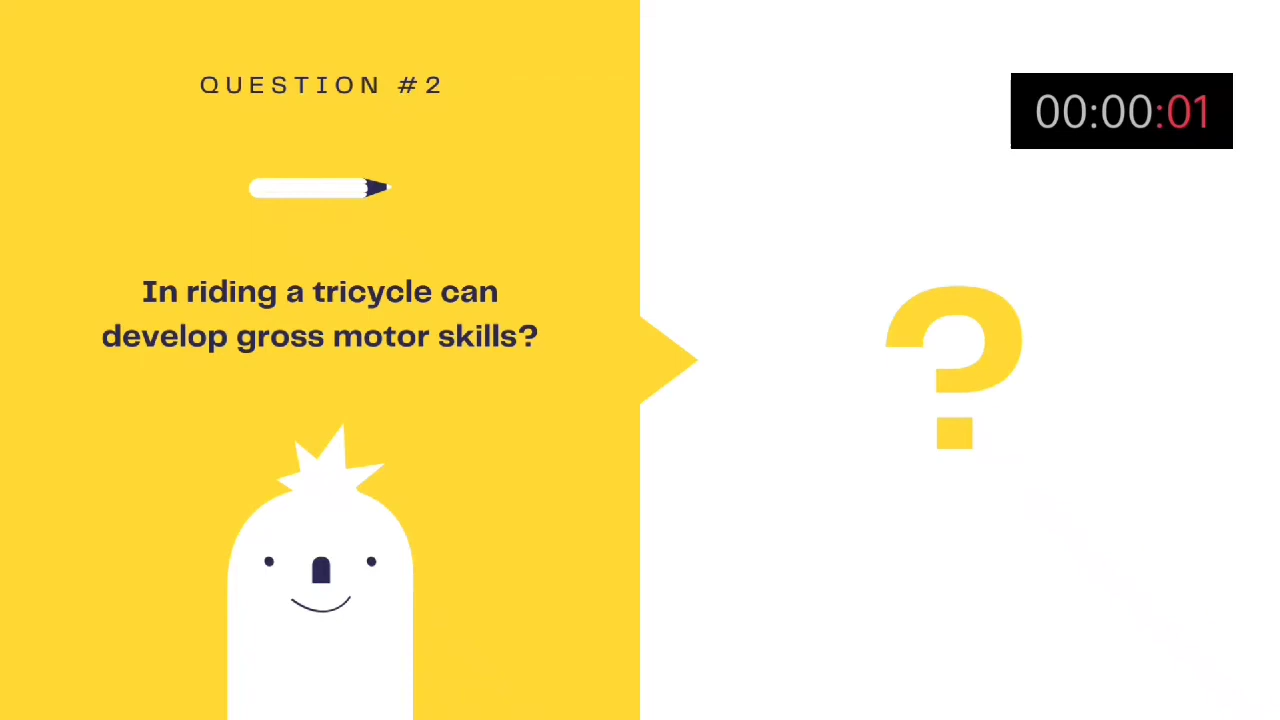 QUESTION #2
In riding a tricycle can
develop gross motor skills?
00:00:01
?